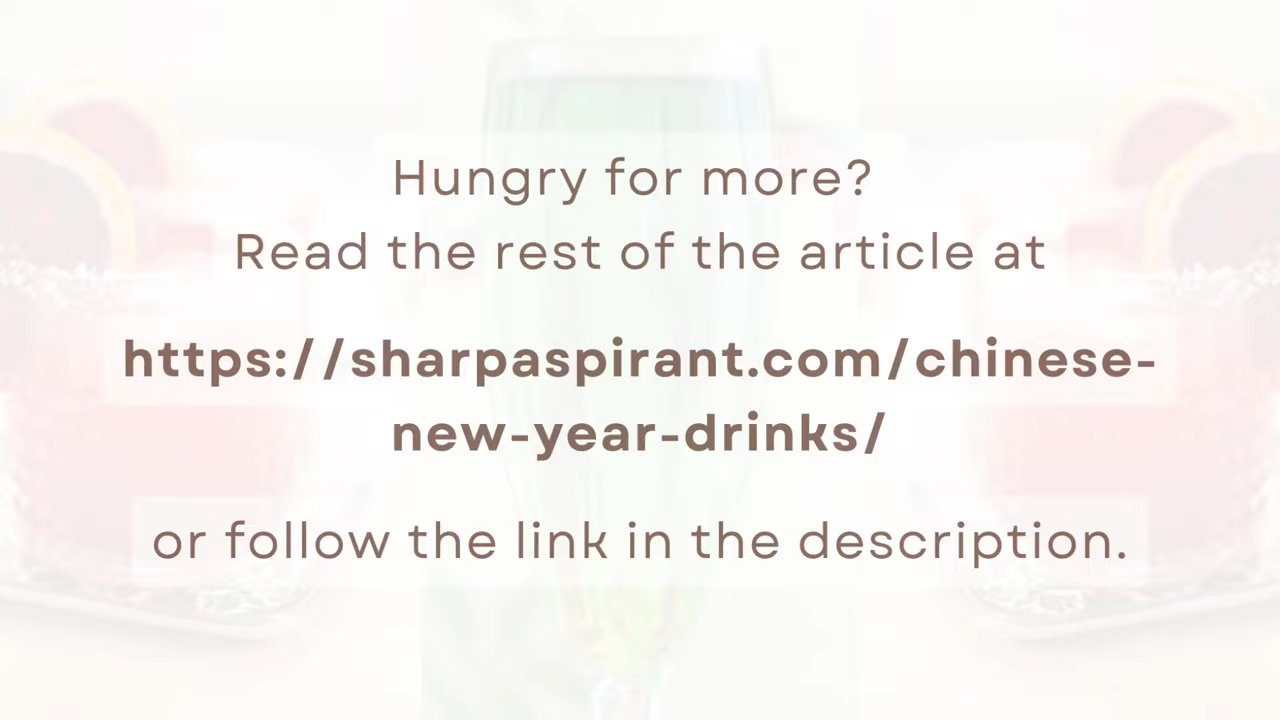 Hungry for more?
Read the rest of the article at
https://sharpaspirant.com/chinese-
new-year-drinks/
or follow the link in the description.